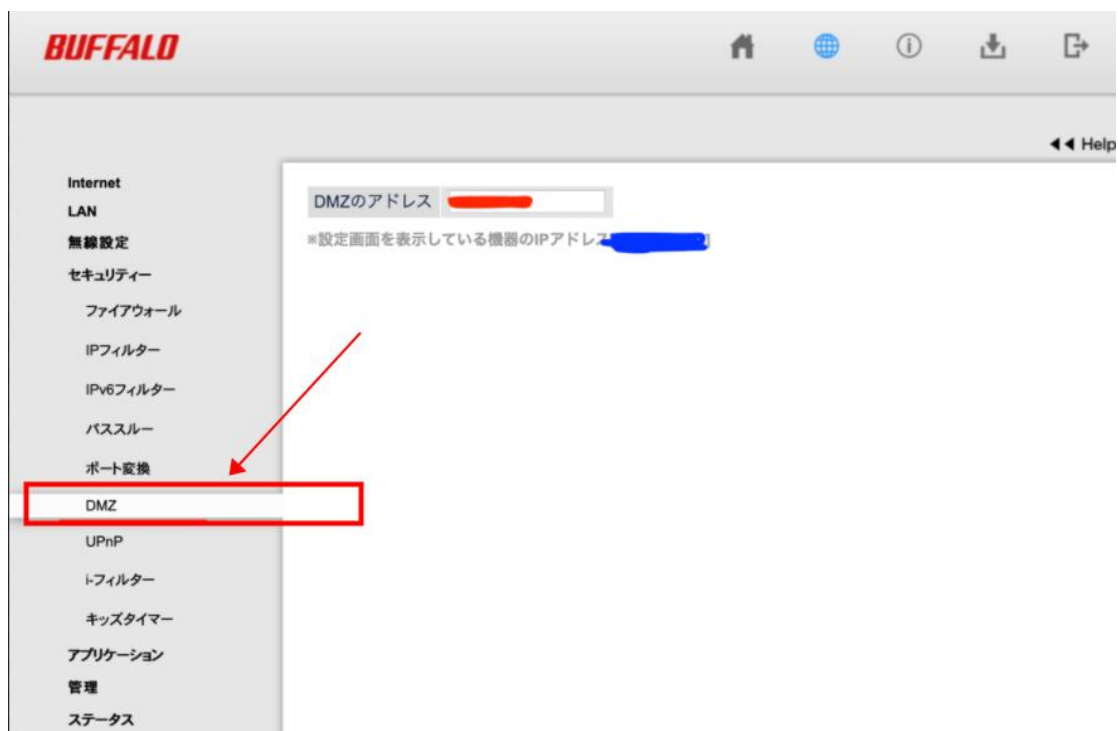 BUFFALO
Help
Internet
LAN
無線設定
セキュリティー
ファイアウォール
IPフィルター
IPv6フィルター
パススルー
ポート変換
DMZ
UPnP
i-フィルター
キッズタイマー
アプリケーション
管理
ステータス
DMZのアドレス
※設定画面を表示している機器のIPアドレス